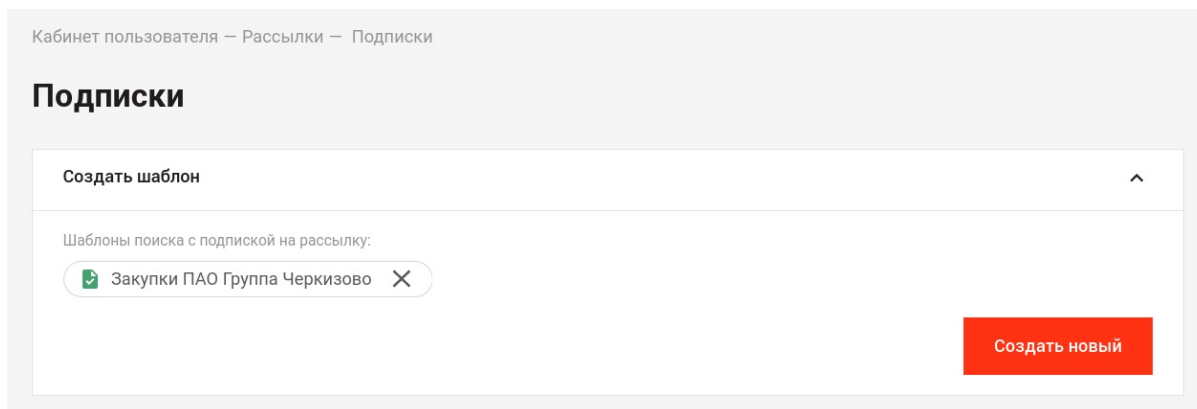 Кабинет пользователя — Рассылки — Подписки
Подписки
Создать шаблон
Шаблоны поиска с подпиской на рассылку:
Закупки ПАО Группа Черкизово
Создать новый